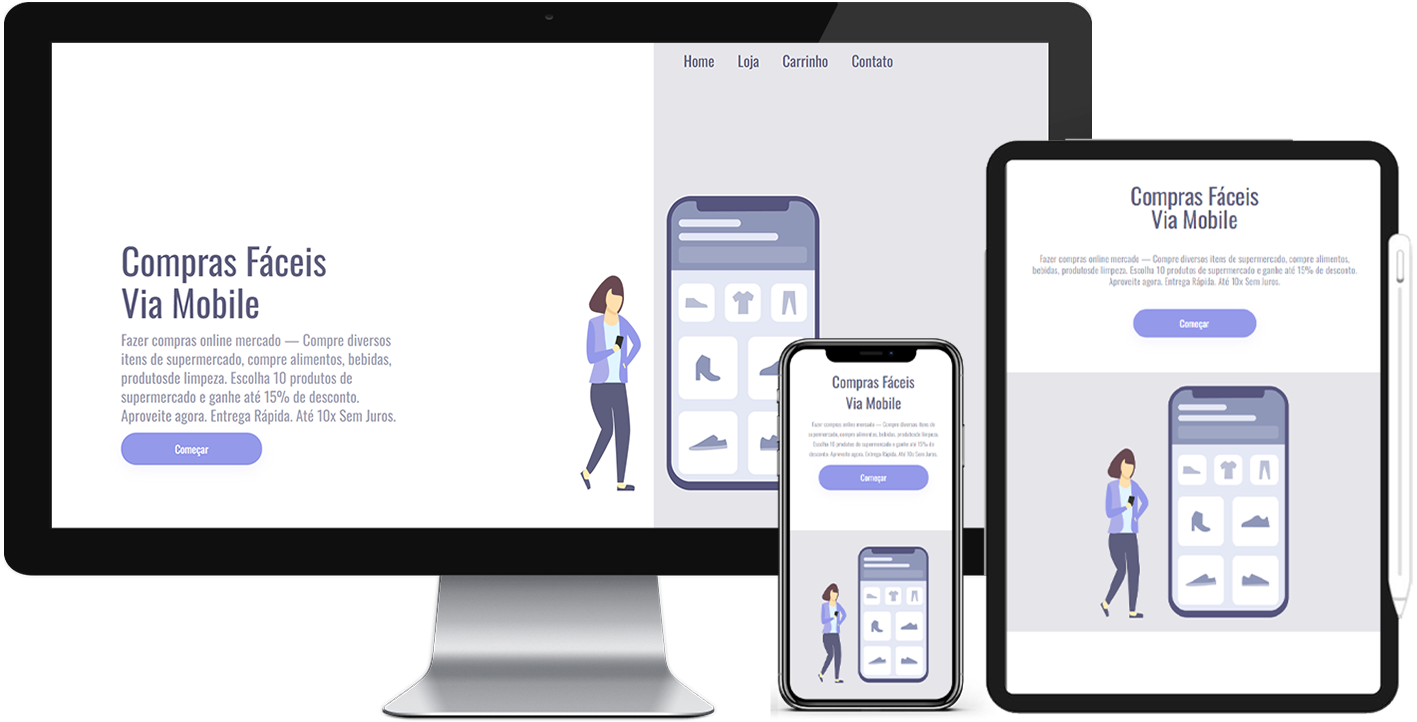 Home Loja Carrinho Contato
Compras Fáceis
Via Mobile
Fazer compras online mercado — Compre diversos
itens de supermercado, compre alimentos, bebidas,
produtosde limpeza. Escolha 10 produtos de
supermercado e ganhe até 15% de desconto.
Aproveite agora. Entrega Rápida. Até 10x Sem Juros.
Começar
Compras Fáceis
Via Mobile
Fazer compras online mercado — Compre diversos itens de
supermercado, compre alimentos, bebidas, produtosde limpeza.
Escolha 10 produtos de supermercado e ganhe até 15% de
desconto. Aproveite agora. Entrega Rápida. Até 10x Sem Juros.
Começar
Compras Fáceis
Via Mobile
Fazer compras online mercado — Compre diversos itens de supermercado, compre alimentos,
bebidas, produtosde limpeza. Escolha 10 produtos de supermercado e ganhe até 15% de desconto.
Aproveite agora. Entrega Rápida. Até 10x Sem Juros.
Começar